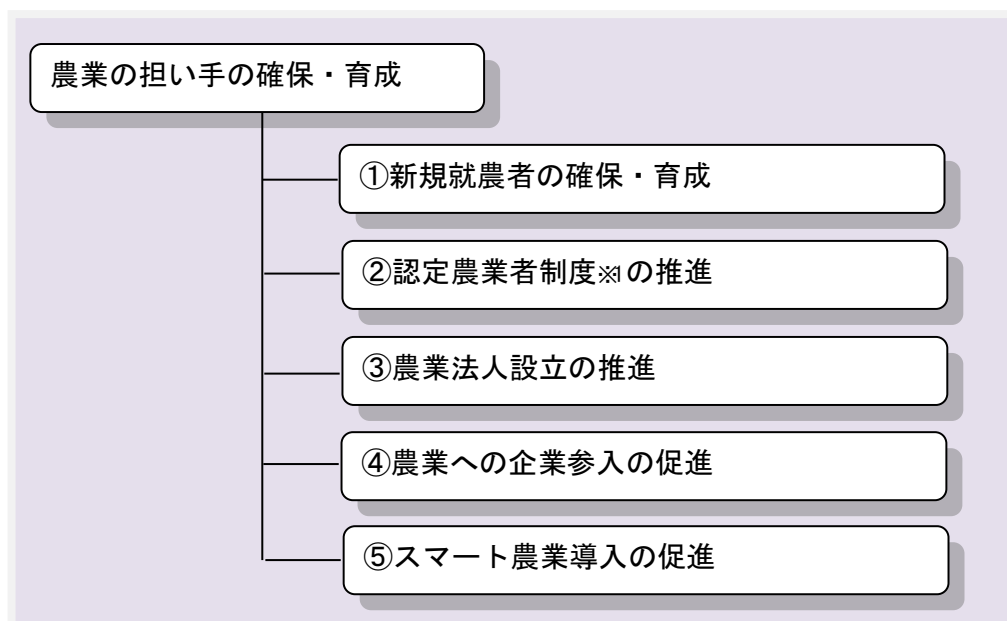 農業の担い手の確保・育成
①新規就農者の確保・育成
②認定農業者制度※1の推進
③農業法人設立の推進
④農業への企業参入の促進
⑤スマート農業導入の促進